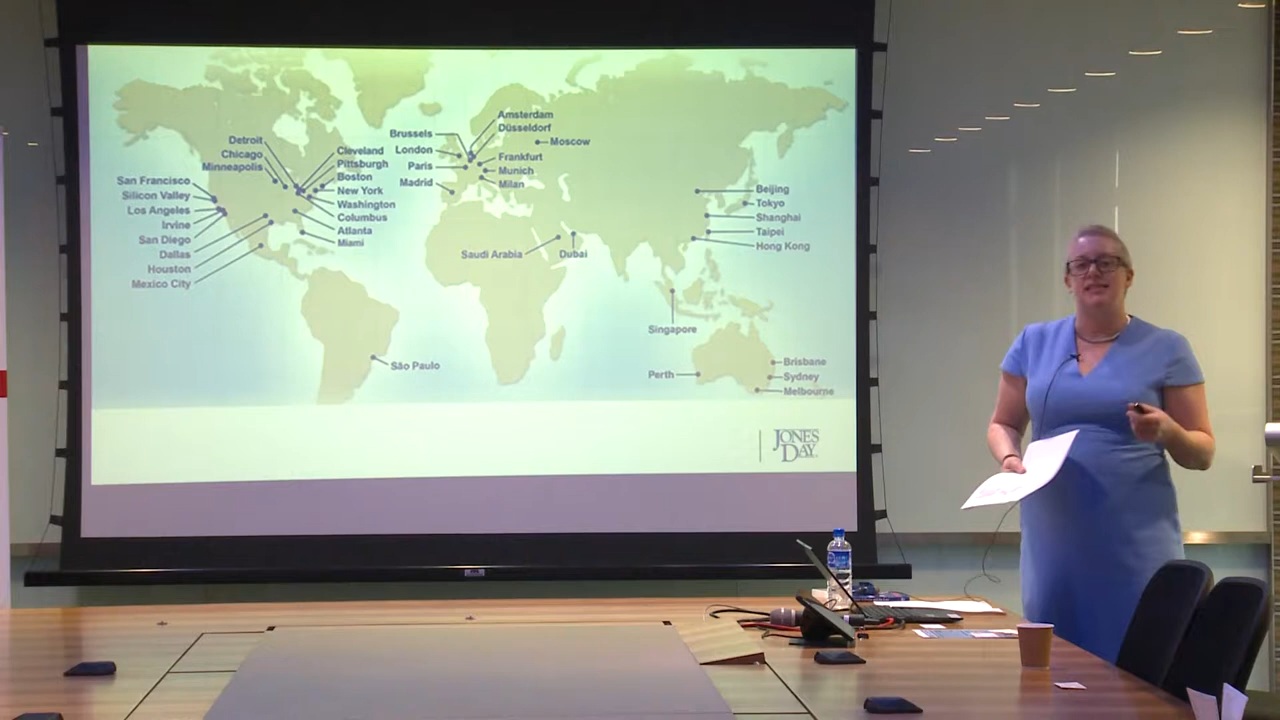 Detroit
Chicago
Minneapolis
San Francisco
Silicon Valley
Los Angeles
Irvine
San Diego
Dallas
Houston
Mexico City
Cleveland
Pittsburgh
Boston
New York
Washington
Columbus
Atlanta
Miami
São Paulo
Brussels
London
Paris
Madrid
Amsterdam
Düsseldorf
Moscow
Frankfurt
Munich
Milan
Saudi Arabia
Dubai
Beijing
Tokyo
Shanghai
Taipei
Hong Kong
Singapore
Perth
Brisbane
Sydney
Melbourne
JONES
DAY